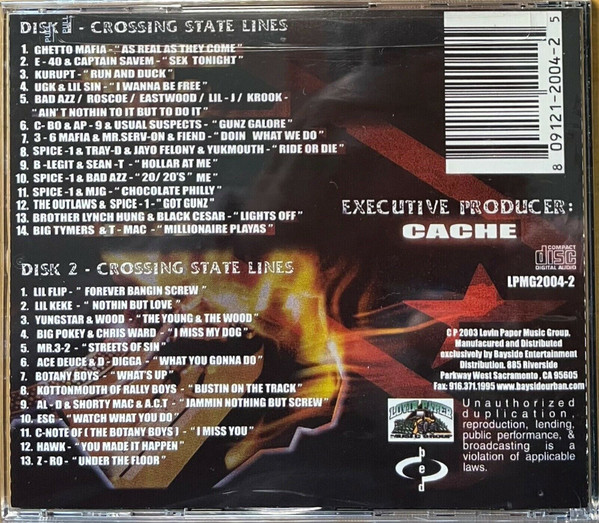 DISK 1 - CROSSING STATE LINES
1. GHETTO MAFIA - "AS REAL AS THEY COME"
2. E - 40 & CAPTAIN SAVEM - "SEX TONIGHT"
3. KURUPT - "RUN AND DUCK"
4. UGK & LIL SIN - "I WANNA BE FREE"
5. BAD AZZ / ROSCOE / EASTWOOD / LIL - J / KROOK -
"AIN'T NOTHIN TO IT BUT TO DO IT"
6. C- BO & AP - 9 & USUAL SUSPECTS - "GUNZ GALORE"
7. 3 - 6 MAFIA & MR.SERV-ON & FIEND - "DOIN WHAT WE DO"
8. SPICE -1 & TRAY-D & JAYO FELONY & YUKMOUTH - "RIDE OR DIE"
9. B -LEGIT & SEAN -T - "HOLLAR AT ME"
10. SPICE -1 & BAD AZZ - "20/ 20'S" ME
11. SPICE -1 & MJG - "CHOCOLATE PHILLY"
12. THE OUTLAWS & SPICE - 1 - "GOT GUNZ"
13. BROTHER LYNCH HUNG & BLACK CESAR - "LIGHTS OFF"
14. BIG TYMERS & T - MAC - "MILLIONAIRE PLAYAS"
DISK 2 - CROSSING STATE LINES
1. LIL FLIP - "FOREVER BANGIN SCREW"
2. LIL KEKE - "NOTHIN BUT LOVE"
3. YUNGSTAR & WOOD - "THE YOUNG & THE WOOD"
4. BIG POKEY & CHRIS WARD - "I MISS MY DOG"
5. MR.3-2 - "STREETS OF SIN"
6. ACE DEUCE & D - DIGGA - "WHAT YOU GONNA DO"
7. BOTANY BOYS - "WHAT'S UP"
8. KOTTONMOUTH OF RALLY BOYS - "BUSTIN ON THE TRACK"
9. AL - D & SHORTY MAC & A.C.T - "JAMMIN NOTHING BUT SCREW"
10. ESG - "WATCH WHAT YOU DO"
11. C-NOTE OF ( THE BOTANY BOYS ) - "I MISS YOU"
12. HAWK - "YOU MADE IT HAPPEN"
13. Z - RO - "UNDER THE FLOOR"
8 09121-2004-2 5
EXECUTIVE PRODUCER:
CACHE
COMPACT
disc
DIGITAL AUDIO
LPMG2004-2
C P 2003 Lovin Paper Music Group.
Manufacured and Distributed
exclusively by Bayside Entertainment
Distribution. 885 Riverside
Parkway West Sacramento, CA 95605
Fax: 916.371.1995 www.baysideurban.com
LOVIN PAPER
MUSIC GROUP
bed
Unauthorized
duplication.
reproduction, lending,
public performance, &
broadcasting is a
violation of applicable
laws.